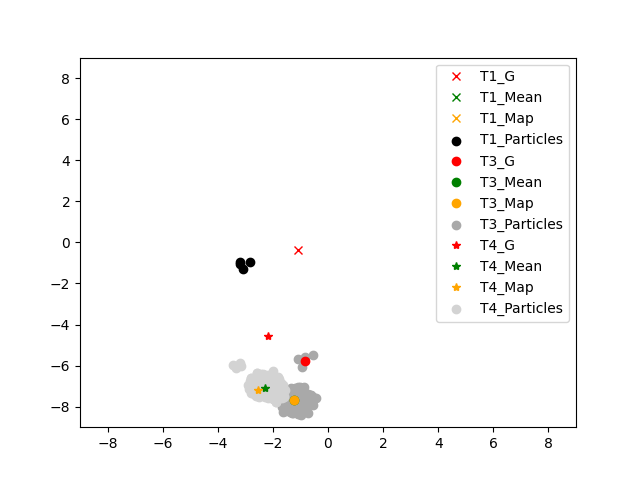 8
6
4
2
0
−2
−4
−6
−8
−8
−6
−4
−2
0
2
4
6
8
T1_G
T1_Mean
T1_Map
T1_Particles
T3_G
T3_Mean
T3_Map
T3_Particles
T4_G
T4_Mean
T4_Map
T4_Particles